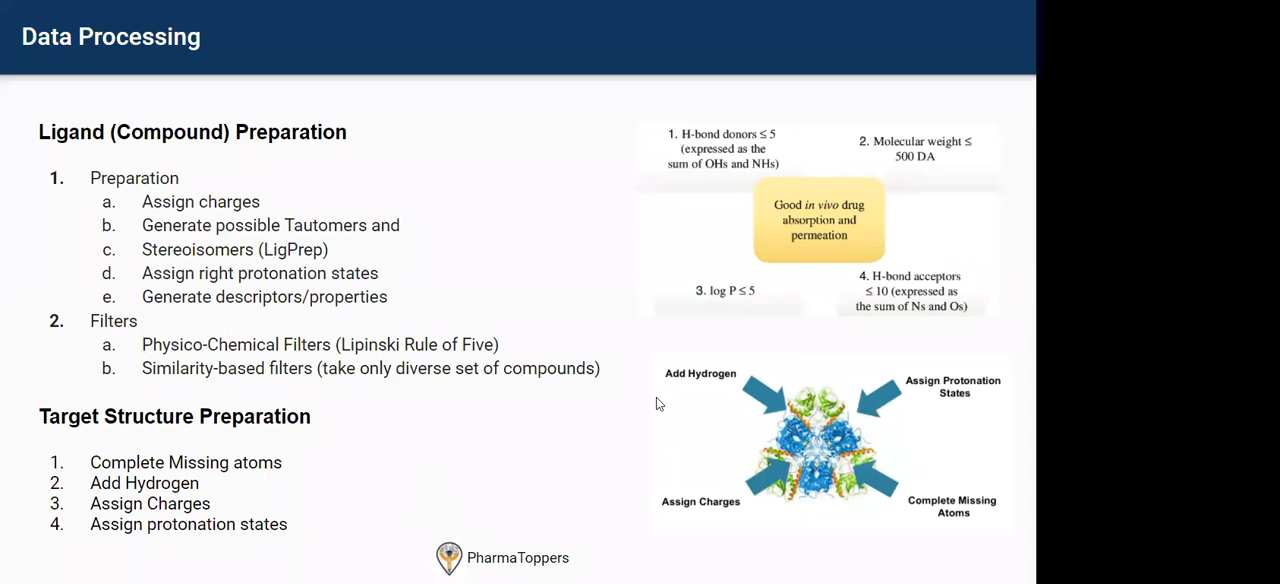 Data Processing
Ligand (Compound) Preparation
1. Preparation
a. Assign charges
b. Generate possible Tautomers and
c. Stereoisomers (LigPrep)
d. Assign right protonation states
e. Generate descriptors/properties
2. Filters
a. Physico-Chemical Filters (Lipinski Rule of Five)
b. Similarity-based filters (take only diverse set of compounds)
Target Structure Preparation
1. Complete Missing atoms
2. Add Hydrogen
3. Assign Charges
4. Assign protonation states
1. H-bond donors ≤ 5
(expressed as the
sum of OHs and NHs)
2. Molecular weight ≤
500 DA
Good in vivo drug
absorption and
permeation
3. log P ≤ 5
4. H-bond acceptors
≤ 10 (expressed as
the sum of Ns and Os)
Add Hydrogen
Assign Protonation
States
Assign Charges
Complete Missing
Atoms
PharmaToppers